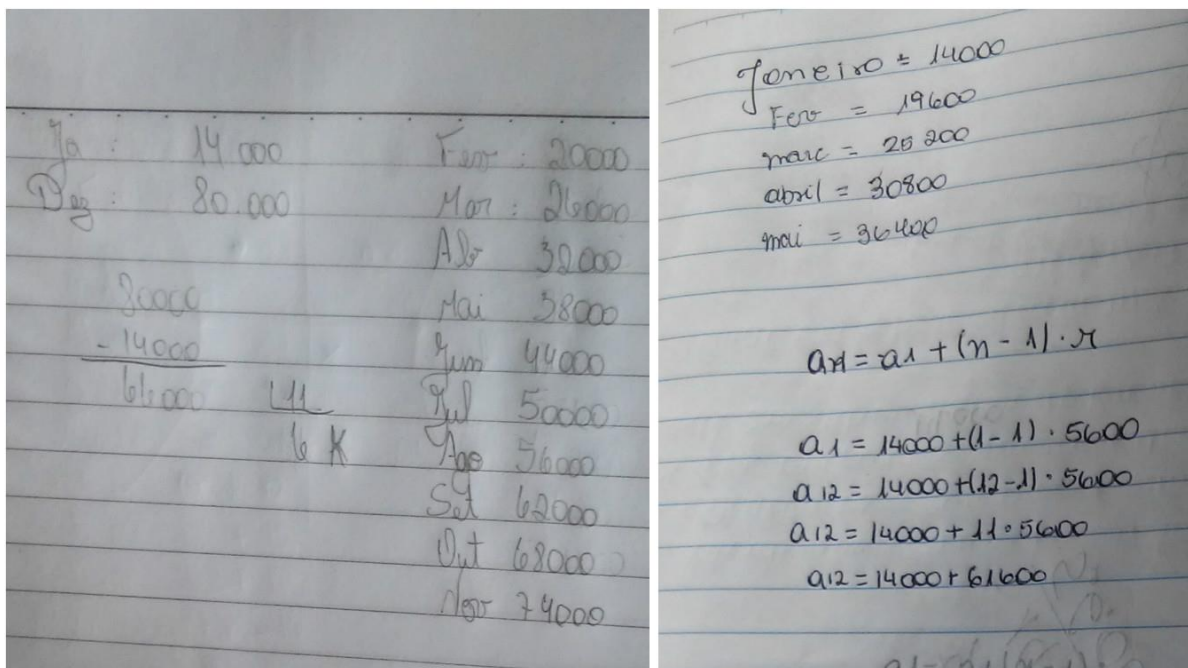 Ja : 14 000 Fev : 20000
Dez : 80.000 Mar : 26000
Abr 32000
80000 Mai 38000
- 14000 Jun 44000
66000 11 Jul 50000
6 K Ago 56000
Set 62000
Out 68000
Nov 74000
Janeiro = 14000
Fev = 19600
marc = 25 200
abril = 30800
mai = 36400
an = a1 + (n - 1) . r
a1 = 14000 + (1 - 1) . 5600
a12 = 14000 + (12 - 1) . 5600
a12 = 14000 + 11 . 5600
a12 = 14000 + 61600